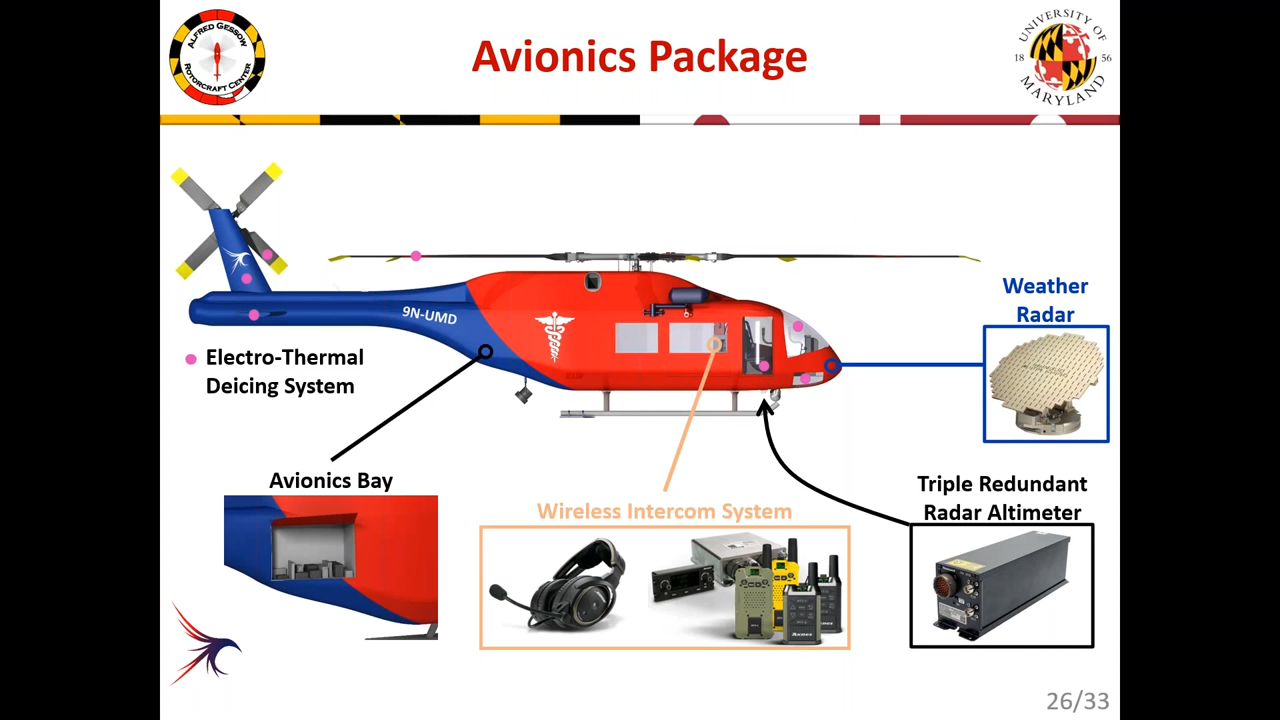 ALFRED GESSOW
ROTORCRAFT CENTER
Avionics Package
UNIVERSITY OF
18 56
MARYLAND
9N-UMD
Weather
Radar
Electro-Thermal
Deicing System
Avionics Bay
Wireless Intercom System
Triple Redundant
Radar Altimeter
Axnes
26/33